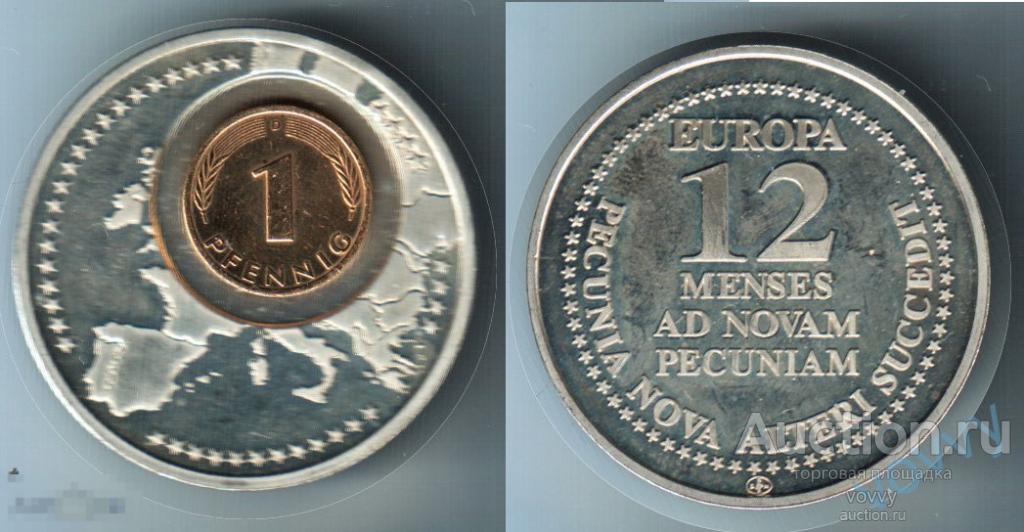 D
1
PFENNIG
EUROPA
12
MENSES
AD NOVAM
PECUNIAM
PECUNIA NOVA ALTERI SUCCEDIT
Auction.ru
торговая площадка
vovvy
auction.ru